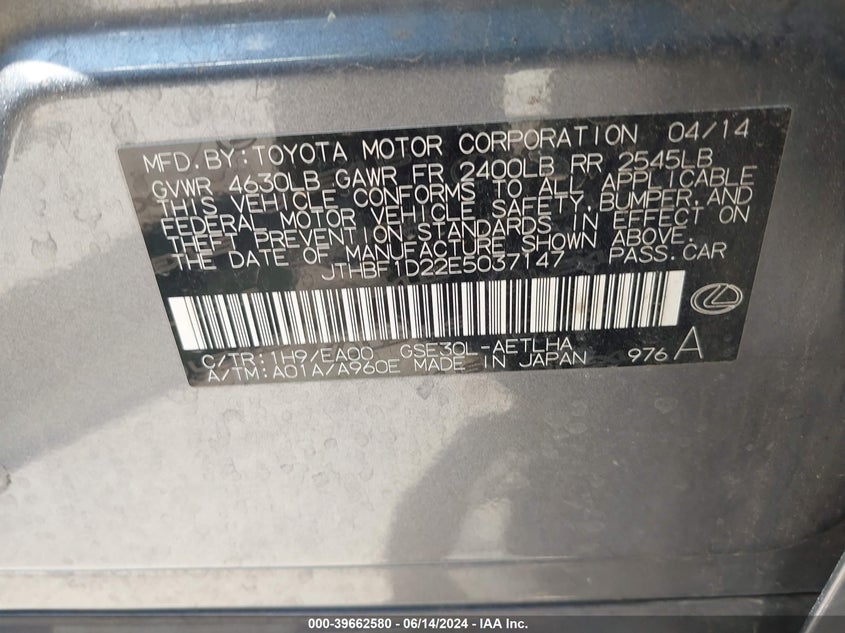 MFD.BY:TOYOTA MOTOR CORPORATION 04/14
GVWR 4630LB GAWR FR 2400LB RR 2545LB
THIS VEHICLE CONFORMS TO ALL APPLICABLE
FEDERAL MOTOR VEHICLE SAFETY,BUMPER,AND
THEFT PREVENTION STANDARDS IN EFFECT ON
THE DATE OF MANUFACTURE SHOWN ABOVE.
JTHBF1D22E5037147 PASS.CAR
C/TR:1H9/EA00 GSE30L-AETLHA
A/TM:A01A/A960E MADE IN JAPAN 976 A
000-39662580 - 06/14/2024 - IAA Inc.